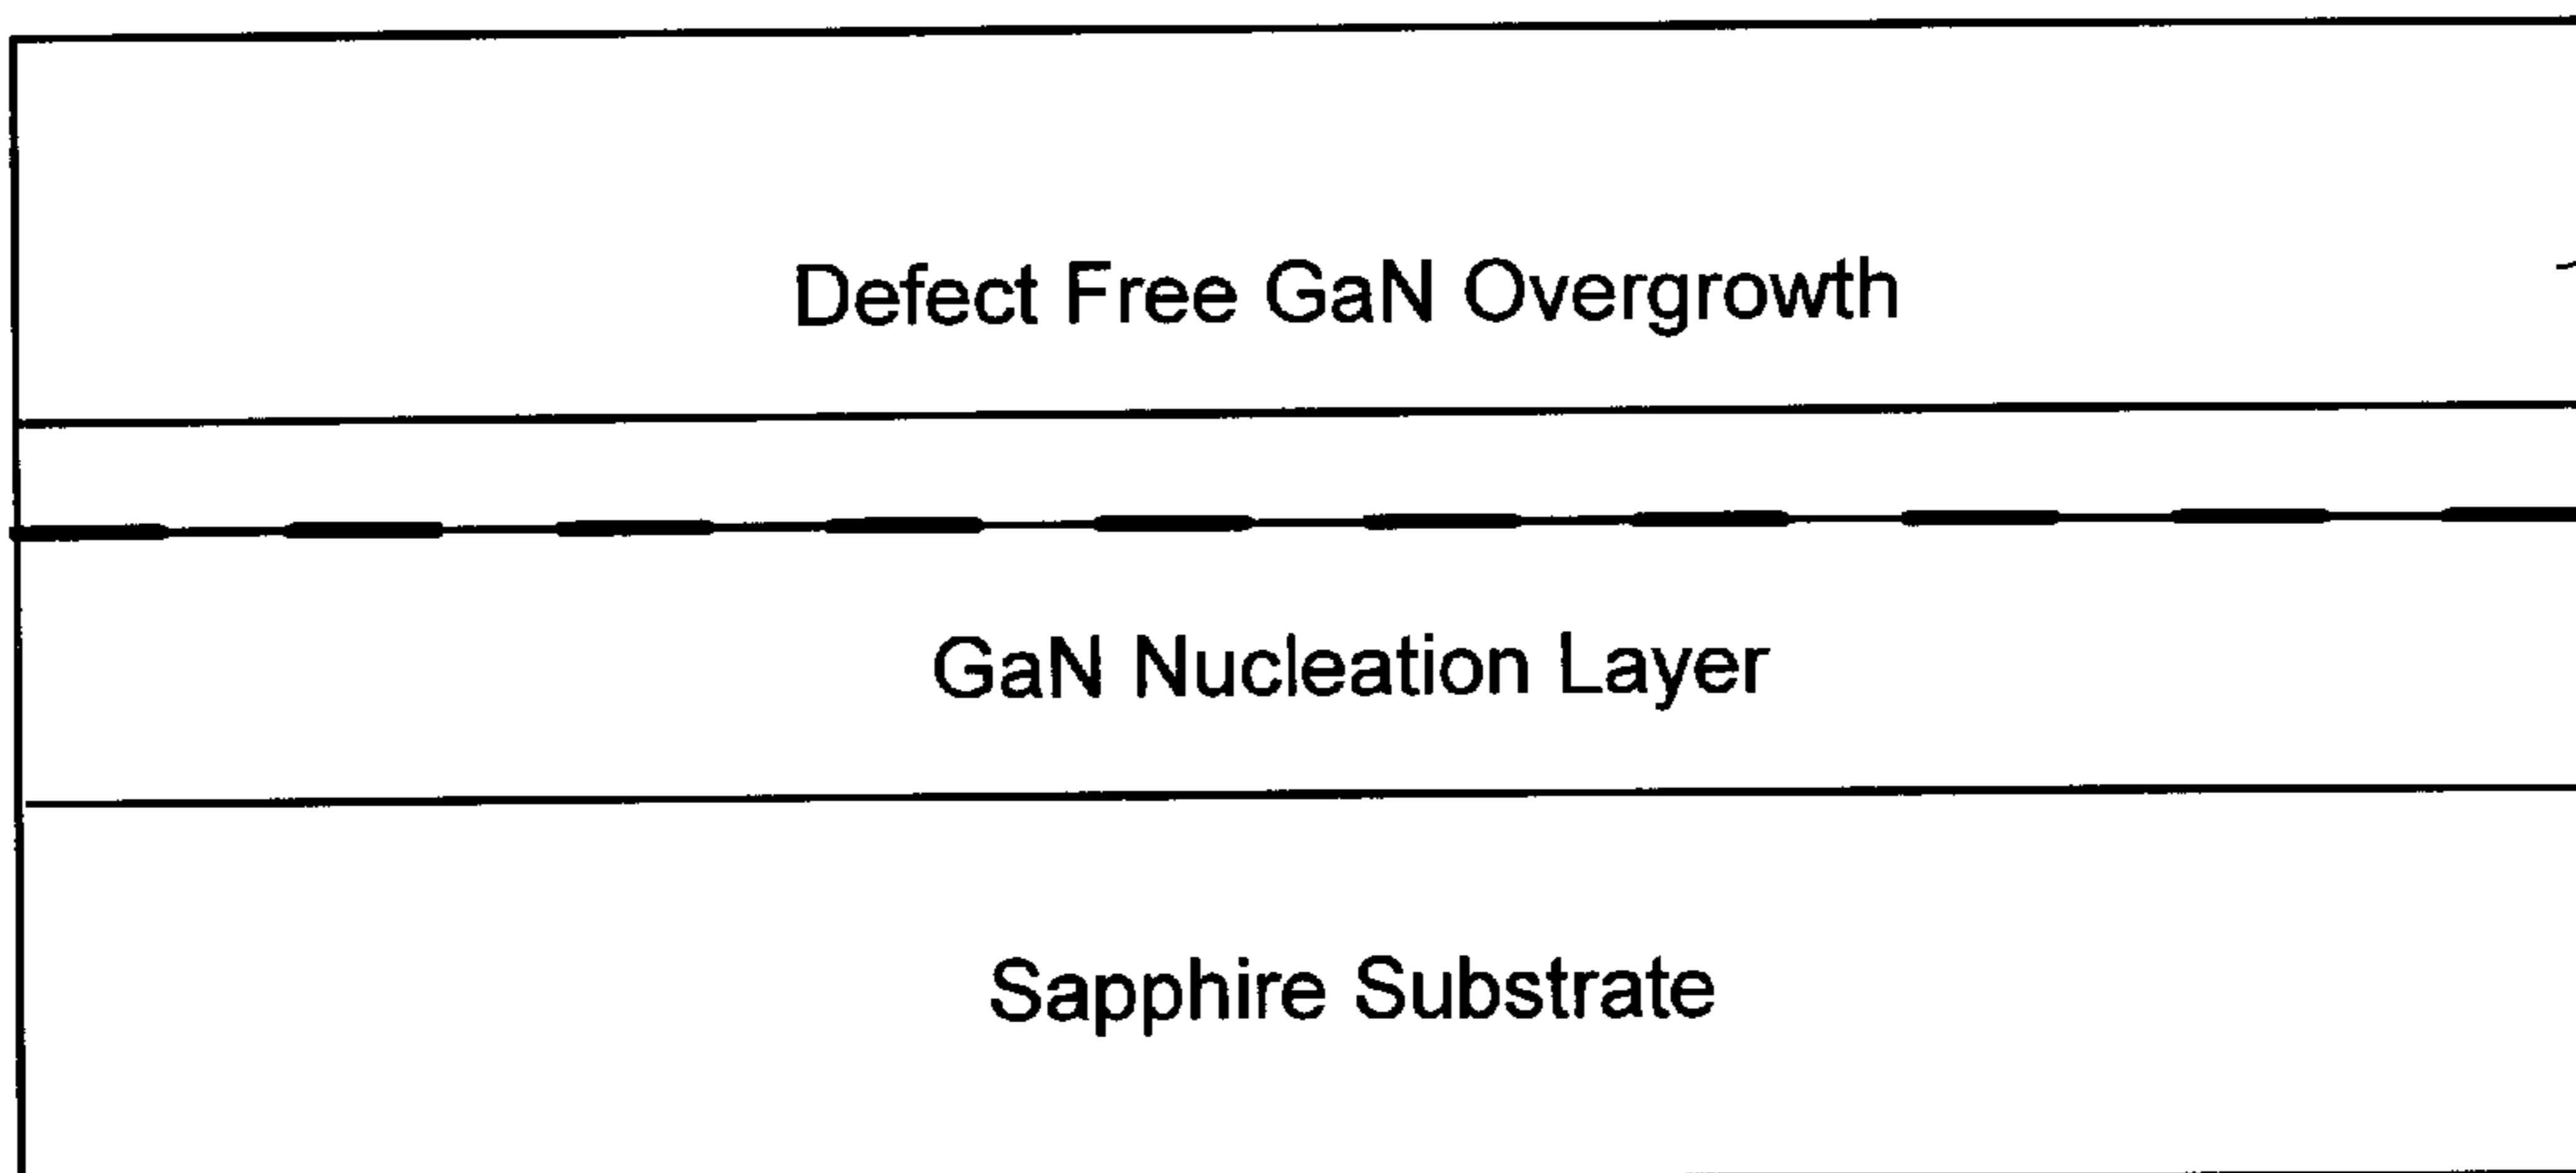 Defect Free GaN Overgrowth
GaN Nucleation Layer
Sapphire Substrate